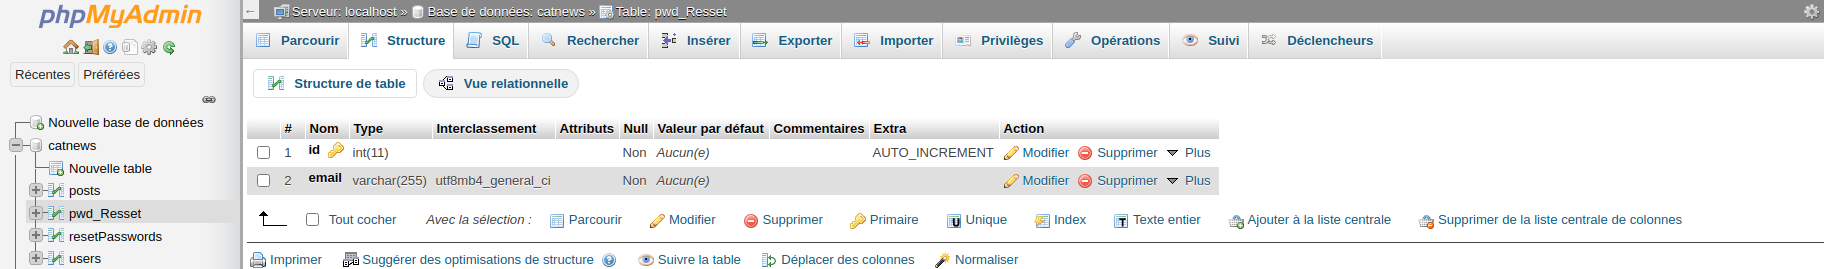 phpMyAdmin
Récentes Préférées
Nouvelle base de données
catnews
Nouvelle table
posts
pwd_Resset
resetPasswords
users
Serveur: localhost » Base de données: catnews » Table: pwd_Resset
Parcourir Structure SQL Rechercher Insérer Exporter Importer Privilèges Opérations Suivi Déclencheurs
Structure de table Vue relationnelle
# Nom Type Interclassement Attributs Null Valeur par défaut Commentaires Extra Action
1 id int(11) Non Aucun(e) AUTO_INCREMENT Modifier Supprimer Plus
2 email varchar(255) utf8mb4_general_ci Non Aucun(e) Modifier Supprimer Plus
Tout cocher Avec la sélection : Parcourir Modifier Supprimer Primaire Unique Index Texte entier Ajouter à la liste centrale Supprimer de la liste centrale de colonnes
Imprimer Suggérer des optimisations de structure Suivre la table Déplacer des colonnes Normaliser